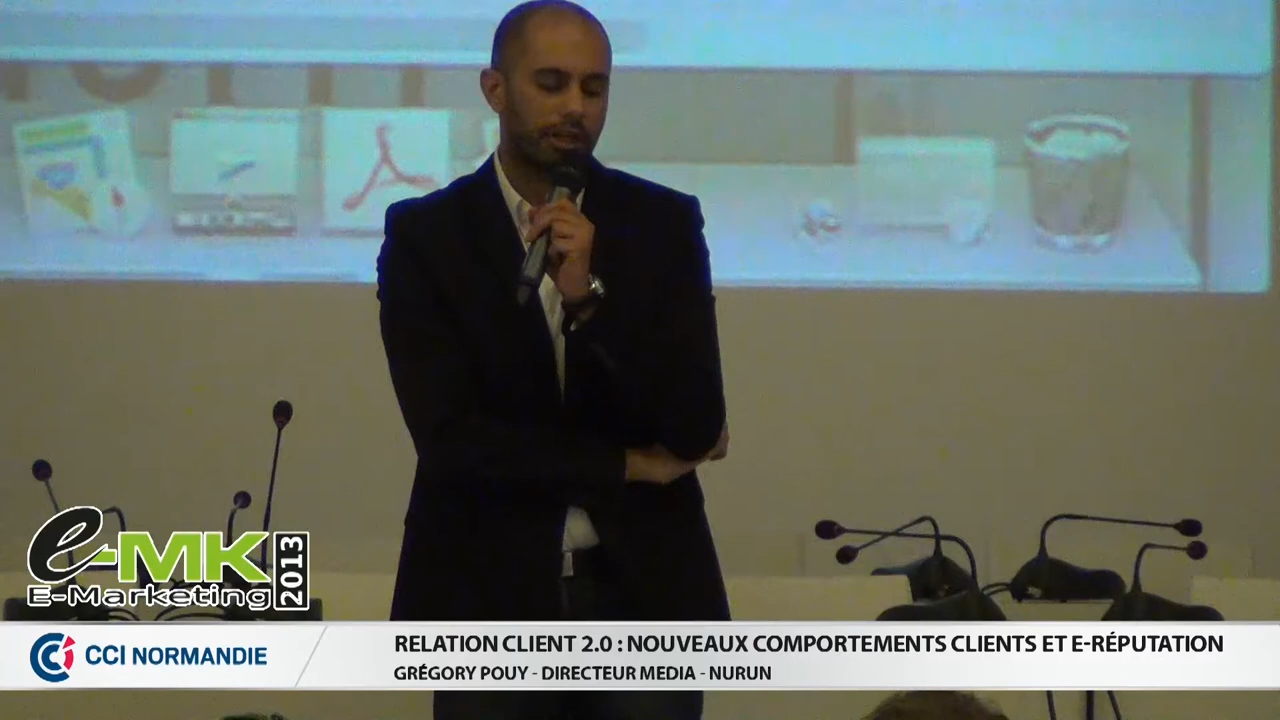 e-MK
E-Marketing
2013
CCI NORMANDIE
RELATION CLIENT 2.0 : NOUVEAUX COMPORTEMENTS CLIENTS ET E-RÉPUTATION
GRÉGORY POUY - DIRECTEUR MEDIA - NURUN